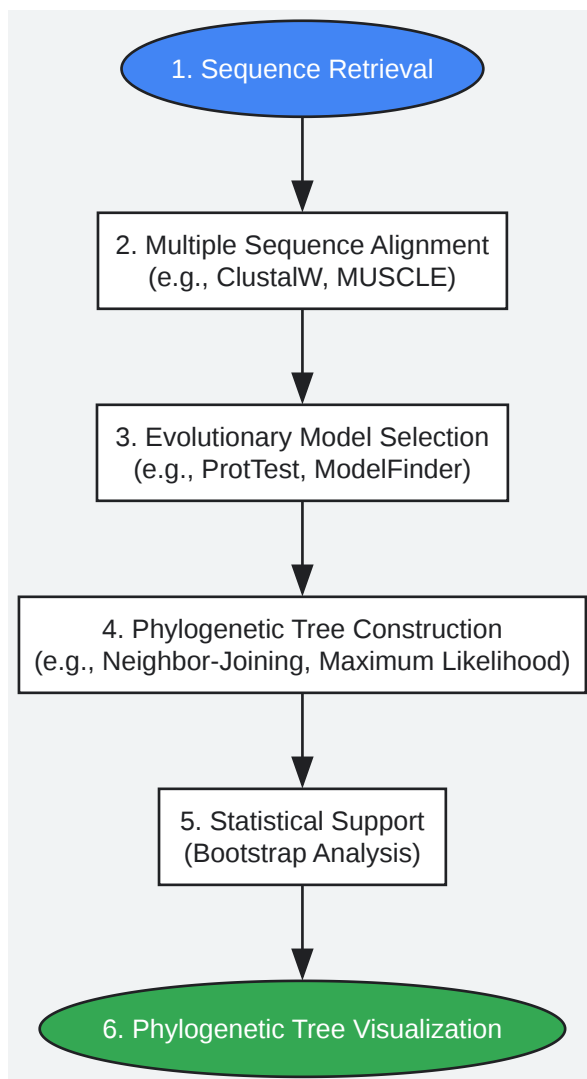 1. Sequence Retrieval
2. Multiple Sequence Alignment
(e.g., ClustalW, MUSCLE)
3. Evolutionary Model Selection
(e.g., ProtTest, ModelFinder)
4. Phylogenetic Tree Construction
(e.g., Neighbor-Joining, Maximum Likelihood)
5. Statistical Support
(Bootstrap Analysis)
6. Phylogenetic Tree Visualization